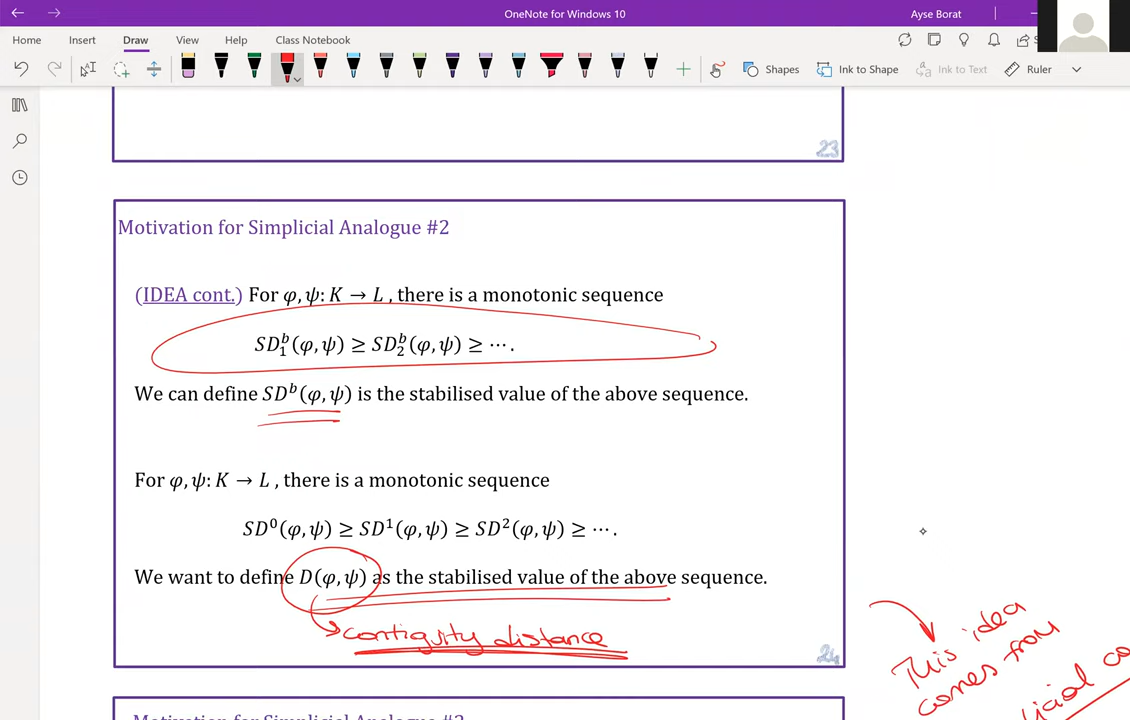 OneNote for Windows 10
Ayse Borat
Home Insert Draw View Help Class Notebook
Shapes Ink to Shape Ink to Text Ruler
23
Motivation for Simplicial Analogue #2
(IDEA cont.) For φ, ψ: K → L , there is a monotonic sequence
SD₁ᵇ(φ, ψ) ≥ SD₂ᵇ(φ, ψ) ≥ ⋯.
We can define SDᵇ(φ, ψ) is the stabilised value of the above sequence.
For φ, ψ: K → L , there is a monotonic sequence
SD⁰(φ, ψ) ≥ SD¹(φ, ψ) ≥ SD²(φ, ψ) ≥ ⋯.
We want to define D(φ, ψ) as the stabilised value of the above sequence.
contiguity distance
24
This idea
comes from